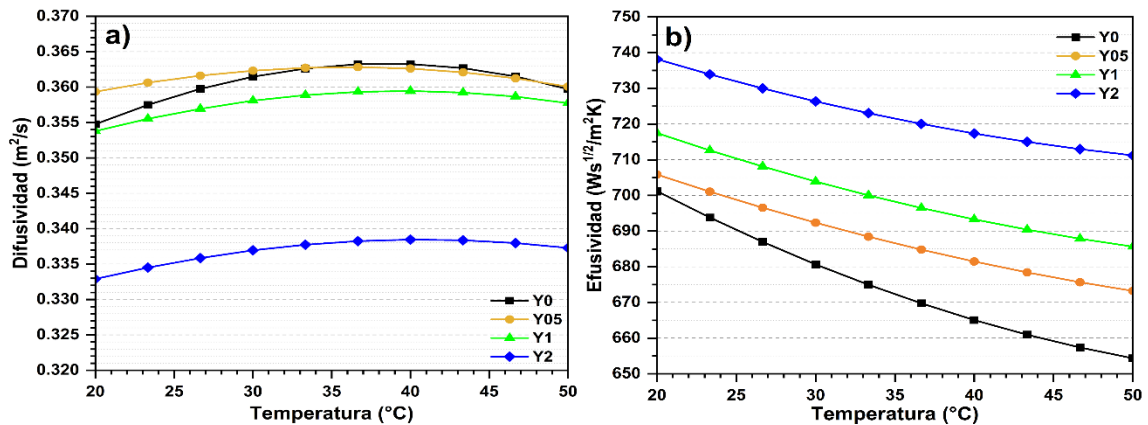 a)
Difusividad (m²/s)
0.370
0.365
0.360
0.355
0.350
0.345
0.340
0.335
0.330
0.325
0.320
Y0
Y05
Y1
Y2
20 25 30 35 40 45 50
Temperatura (°C)
b)
Efusividad (Ws¹/²/m²K)
750
740
730
720
710
700
690
680
670
660
650
Y0
Y05
Y1
Y2
20 25 30 35 40 45 50
Temperatura (°C)